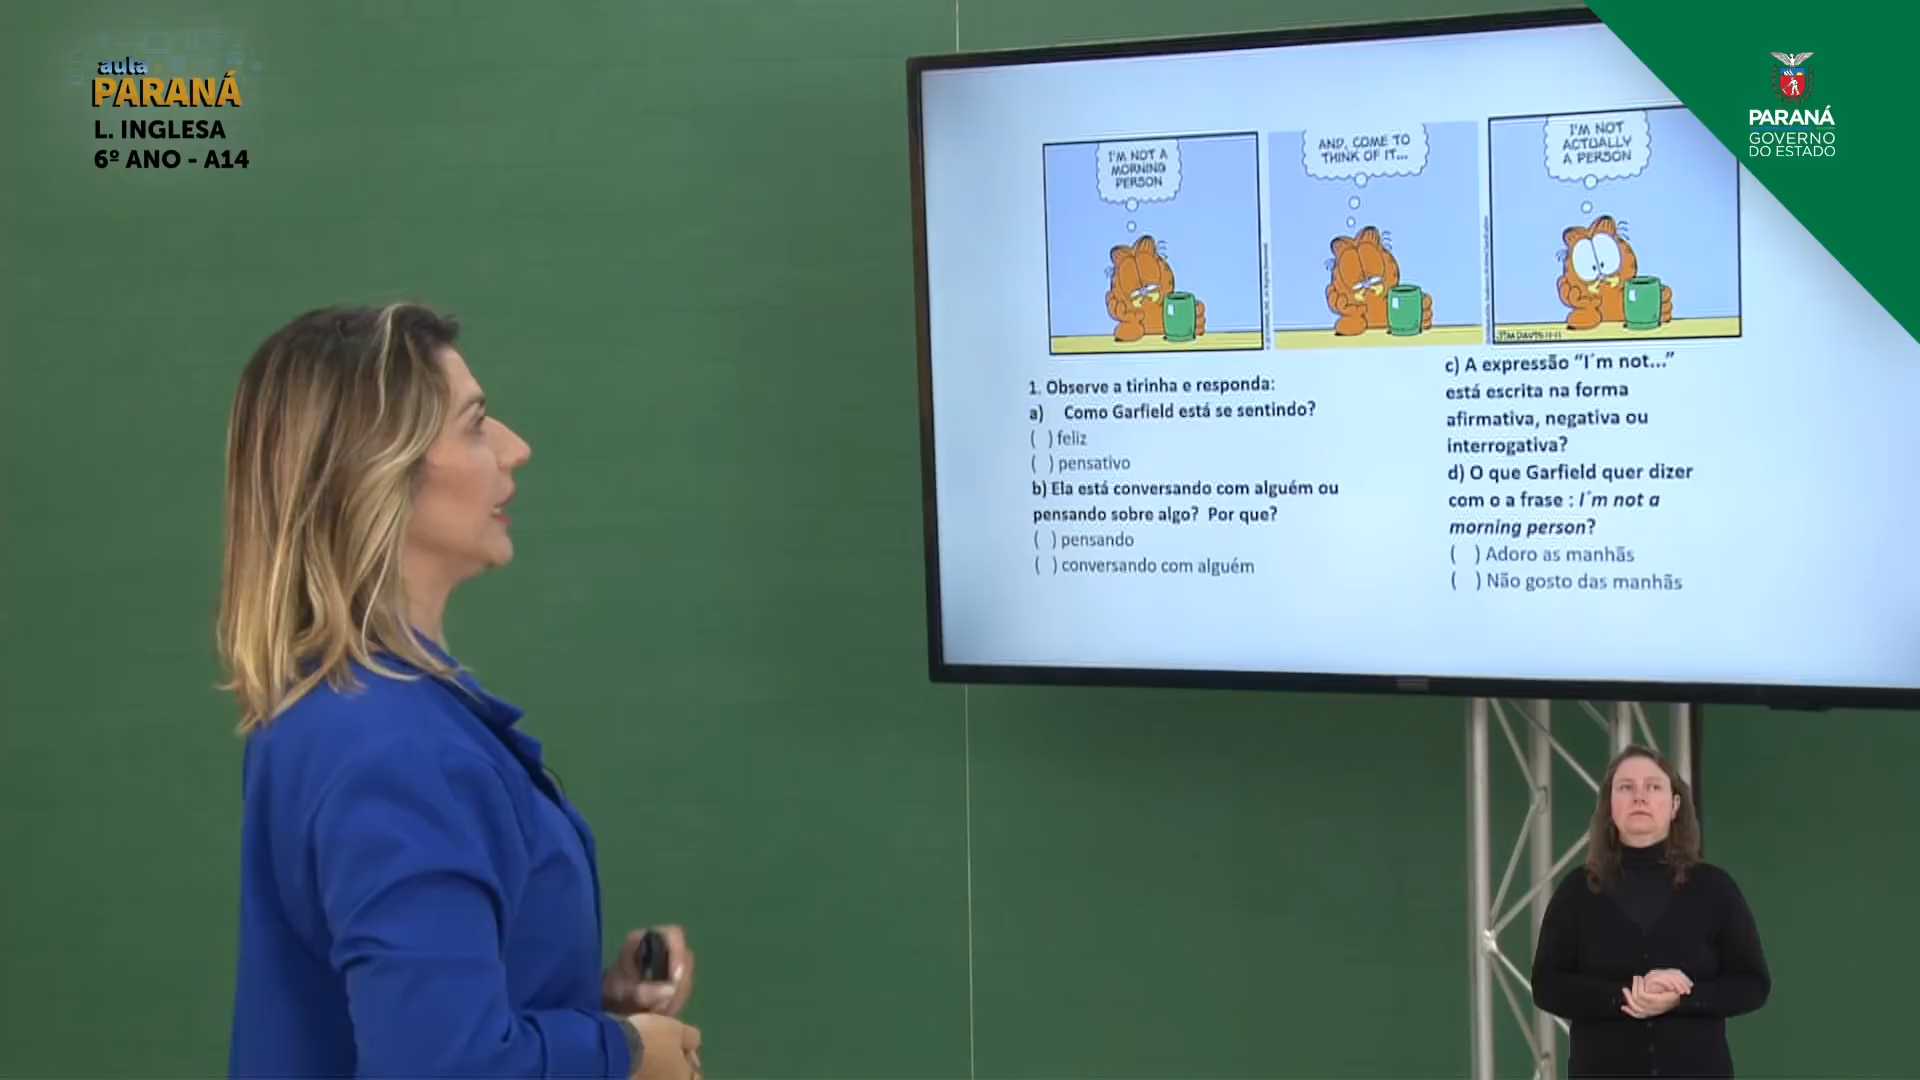 aula
PARANÁ
L. INGLESA
6º ANO - A14
PARANÁ
GOVERNO
DO ESTADO
I'M NOT A
MORNING
PERSON
AND, COME TO
THINK OF IT...
I'M NOT
ACTUALLY
A PERSON
1. Observe a tirinha e responda:
a) Como Garfield está se sentindo?
( ) feliz
( ) pensativo
b) Ela está conversando com alguém ou
pensando sobre algo? Por que?
( ) pensando
( ) conversando com alguém
c) A expressão “I´m not...”
está escrita na forma
afirmativa, negativa ou
interrogativa?
d) O que Garfield quer dizer
com o a frase : I´m not a
morning person?
( ) Adoro as manhãs
( ) Não gosto das manhãs